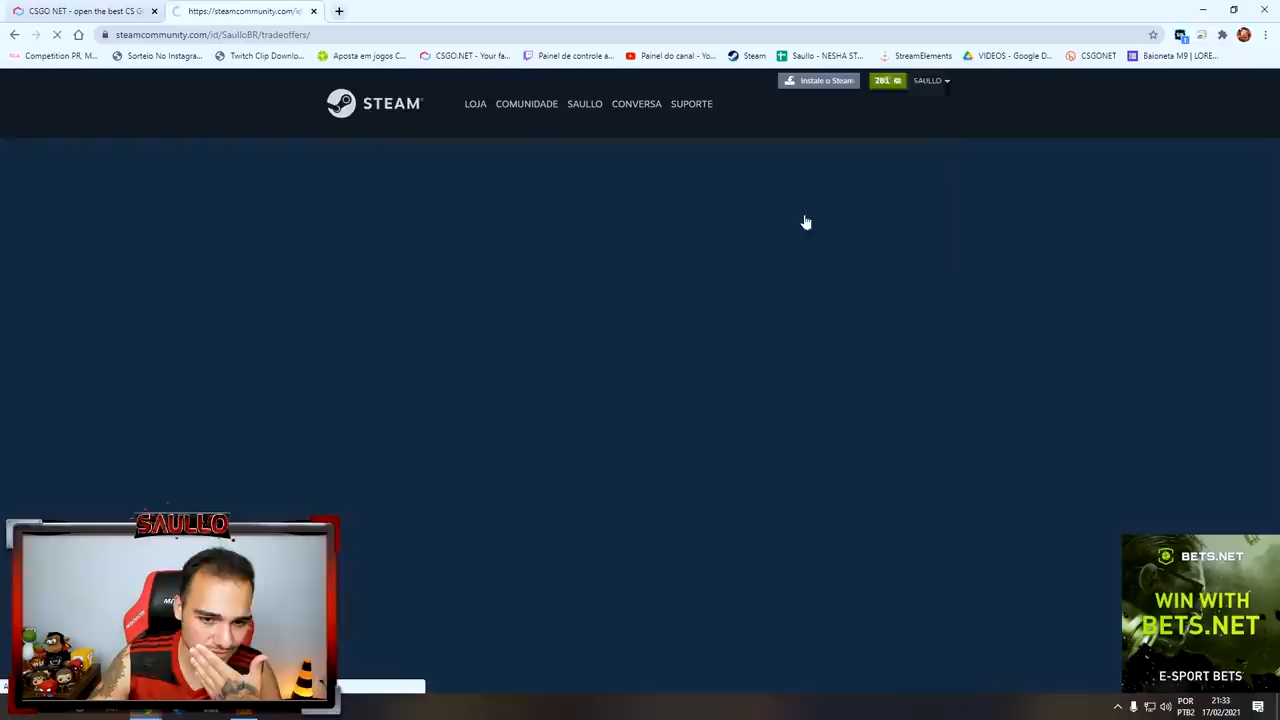 CSGO.NET - open the best CS G
https://steamcommunity.com/id
steamcommunity.com/id/SaulloBR/tradeoffers/
Competition PR, M...
Sorteio No Instagra...
Twitch Clip Downlo...
Aposta em jogos C...
CSGO.NET - Your fa...
Painel de controle a...
Painel do canal - Yo...
Steam
Saullo - NESHA ST...
StreamElements
VIDEOS - Google D...
CSGONET
Baioneta M9 | LORE...
Instale o Steam
281
SAULLO
STEAM
LOJA
COMUNIDADE
SAULLO
CONVERSA
SUPORTE
SAULLO
BETS.NET
WIN WITH
BETS.NET
E-SPORT BETS
POR
PTB2
21:33
17/02/2021